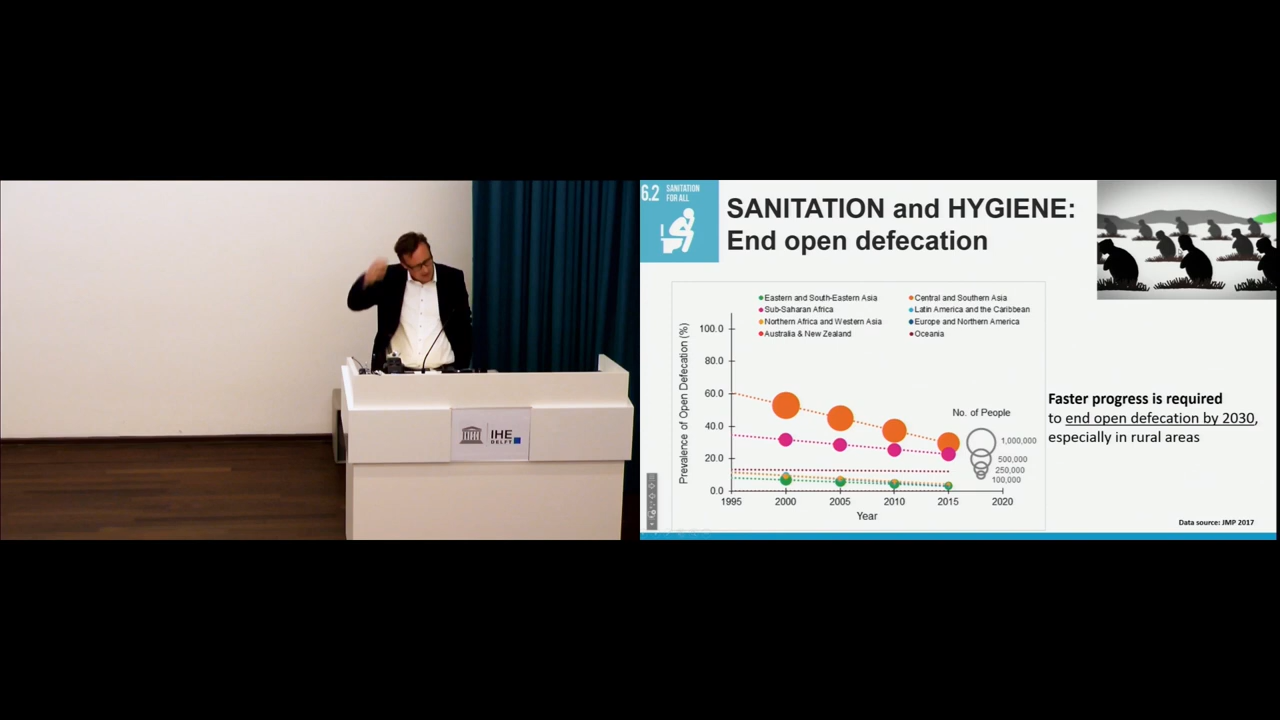 IHE
DELFT
6.2 SANITATION
FOR ALL
SANITATION and HYGIENE:
End open defecation
Eastern and South-Eastern Asia
Central and Southern Asia
Sub-Saharan Africa
Latin America and the Caribbean
Northern Africa and Western Asia
Europe and Northern America
Australia & New Zealand
Oceania
Prevalence of Open Defecation (%)
100.0
80.0
60.0
40.0
20.0
0.0
1995
2000
2005
2010
2015
2020
Year
No. of People
1,000,000
500,000
250,000
100,000
Faster progress is required
to end open defecation by 2030,
especially in rural areas
Data source: JMP 2017